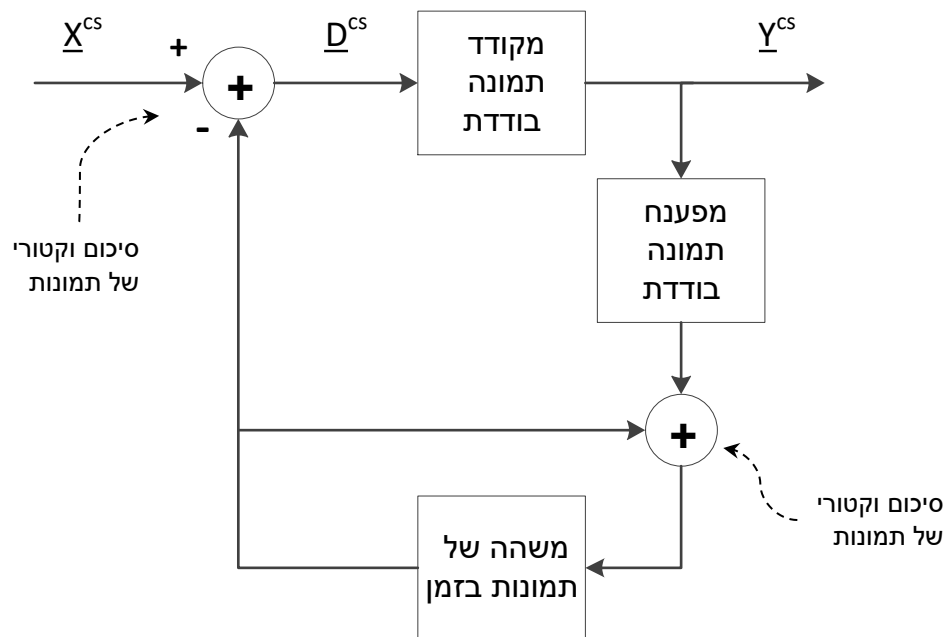 X^cs
+
-
+
D^cs
מקודד
תמונה
בודדת
Y^cs
סיכום וקטורי
של תמונות
מפענח
תמונה
בודדת
+
סיכום וקטורי
של תמונות
משהה של
תמונות בזמן